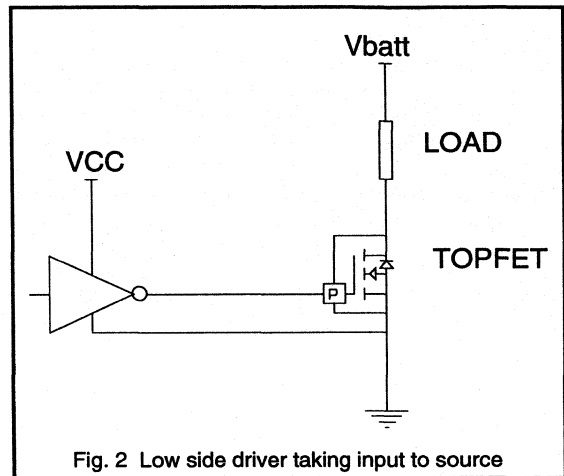 Vbatt
LOAD
VCC
TOPFET
P
Fig. 2 Low side driver taking input to source